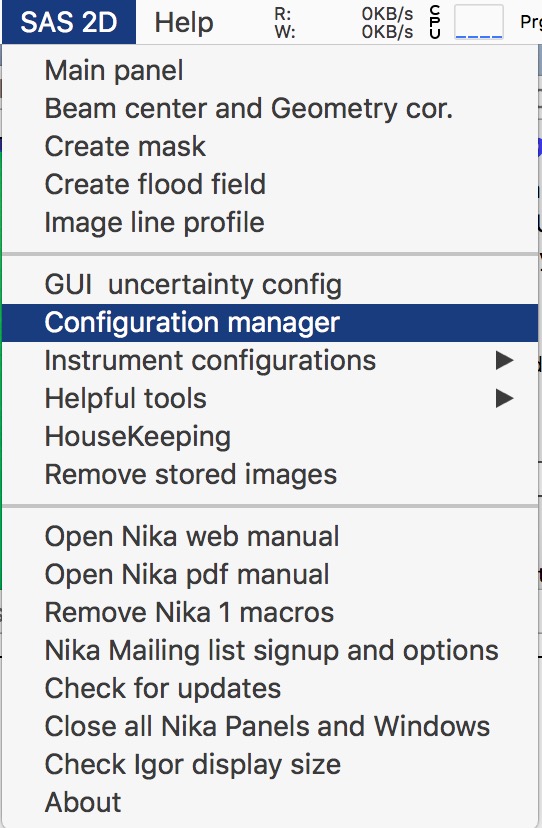 SAS 2D Help R: 0KB/s CPU Prg
W: 0KB/s
Main panel
Beam center and Geometry cor.
Create mask
Create flood field
Image line profile
GUI  uncertainty config
Configuration manager
Instrument configurations
Helpful tools
HouseKeeping
Remove stored images
Open Nika web manual
Open Nika pdf manual
Remove Nika 1 macros
Nika Mailing list signup and options
Check for updates
Close all Nika Panels and Windows
Check Igor display size
About